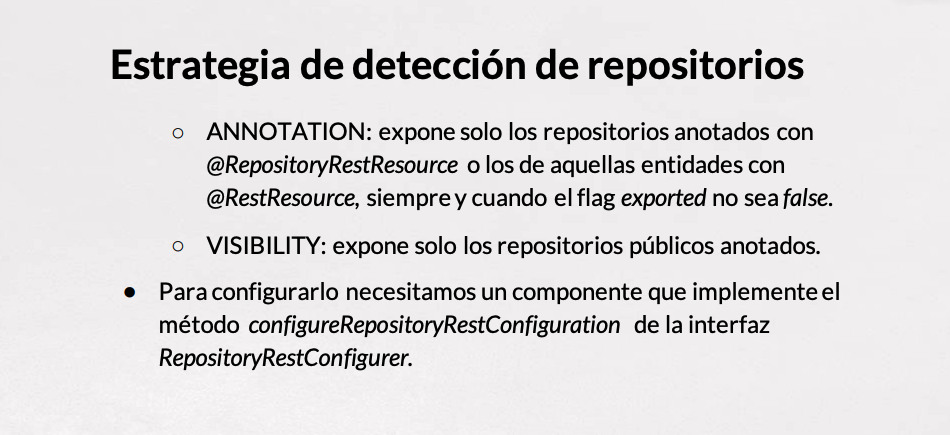 Estrategia de detección de repositorios
○ ANNOTATION: expone solo los repositorios anotados con
@RepositoryRestResource o los de aquellas entidades con
@RestResource, siempre y cuando el flag exported no sea false.
○ VISIBILITY: expone solo los repositorios públicos anotados.
● Para configurarlo necesitamos un componente que implemente el
método configureRepositoryRestConfiguration de la interfaz
RepositoryRestConfigurer.